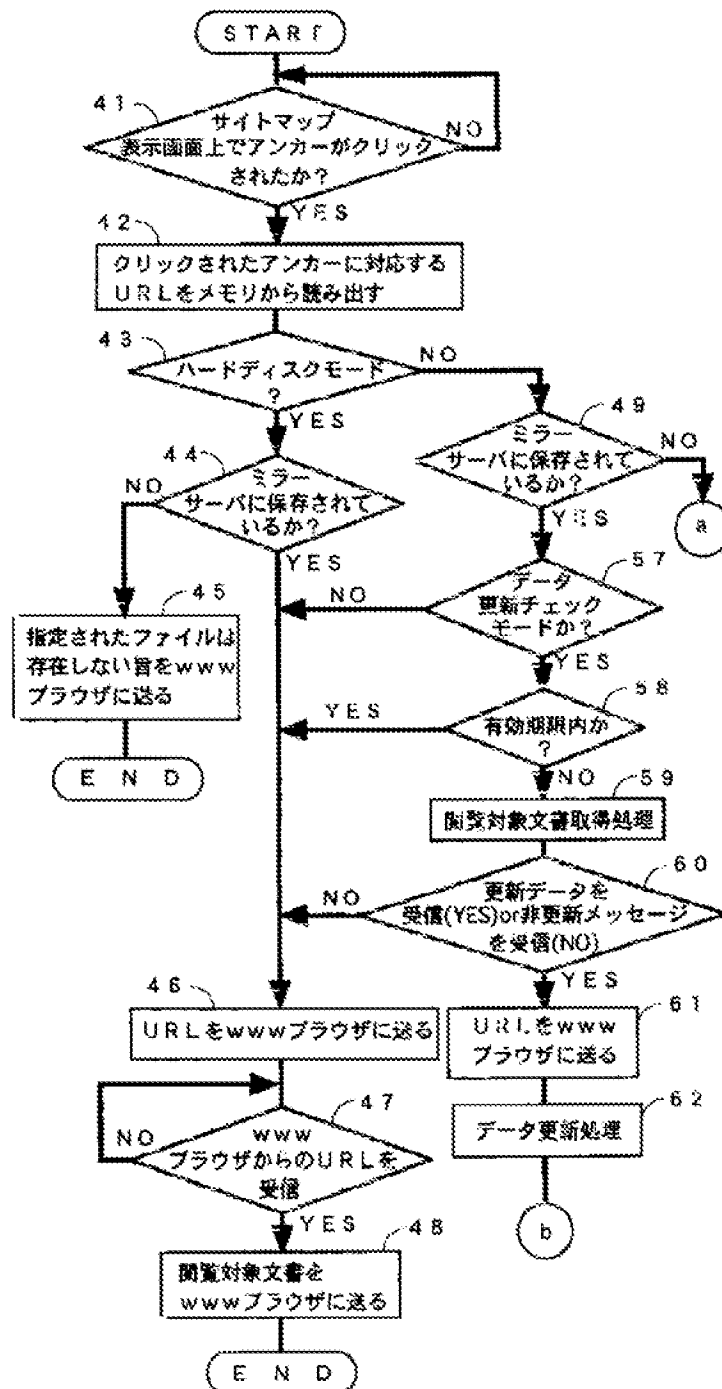 START
41
サイトマップ
表示画面上でアンカーがクリック
されたか？
NO
YES
42
クリックされたアンカーに対応する
URLをメモリから読み出す
43
ハードディスクモード
？
NO
YES
44
ミラー
サーバに保存されて
いるか？
NO
YES
49
ミラー
サーバに保存されて
いるか？
NO
YES
a
45
指定されたファイルは
存在しない旨をwww
ブラウザに送る
END
57
データ
更新チェック
モードか？
NO
YES
58
有効期限内か
？
YES
NO
59
閲覧対象文書取得処理
60
更新データを
受信(YES)or非更新メッセージ
を受信(NO)
NO
YES
46
URLをwwwブラウザに送る
61
URLをwww
ブラウザに送る
47
www
ブラウザからのURLを
受信
NO
YES
62
データ更新処理
b
48
閲覧対象文書を
wwwブラウザに送る
END